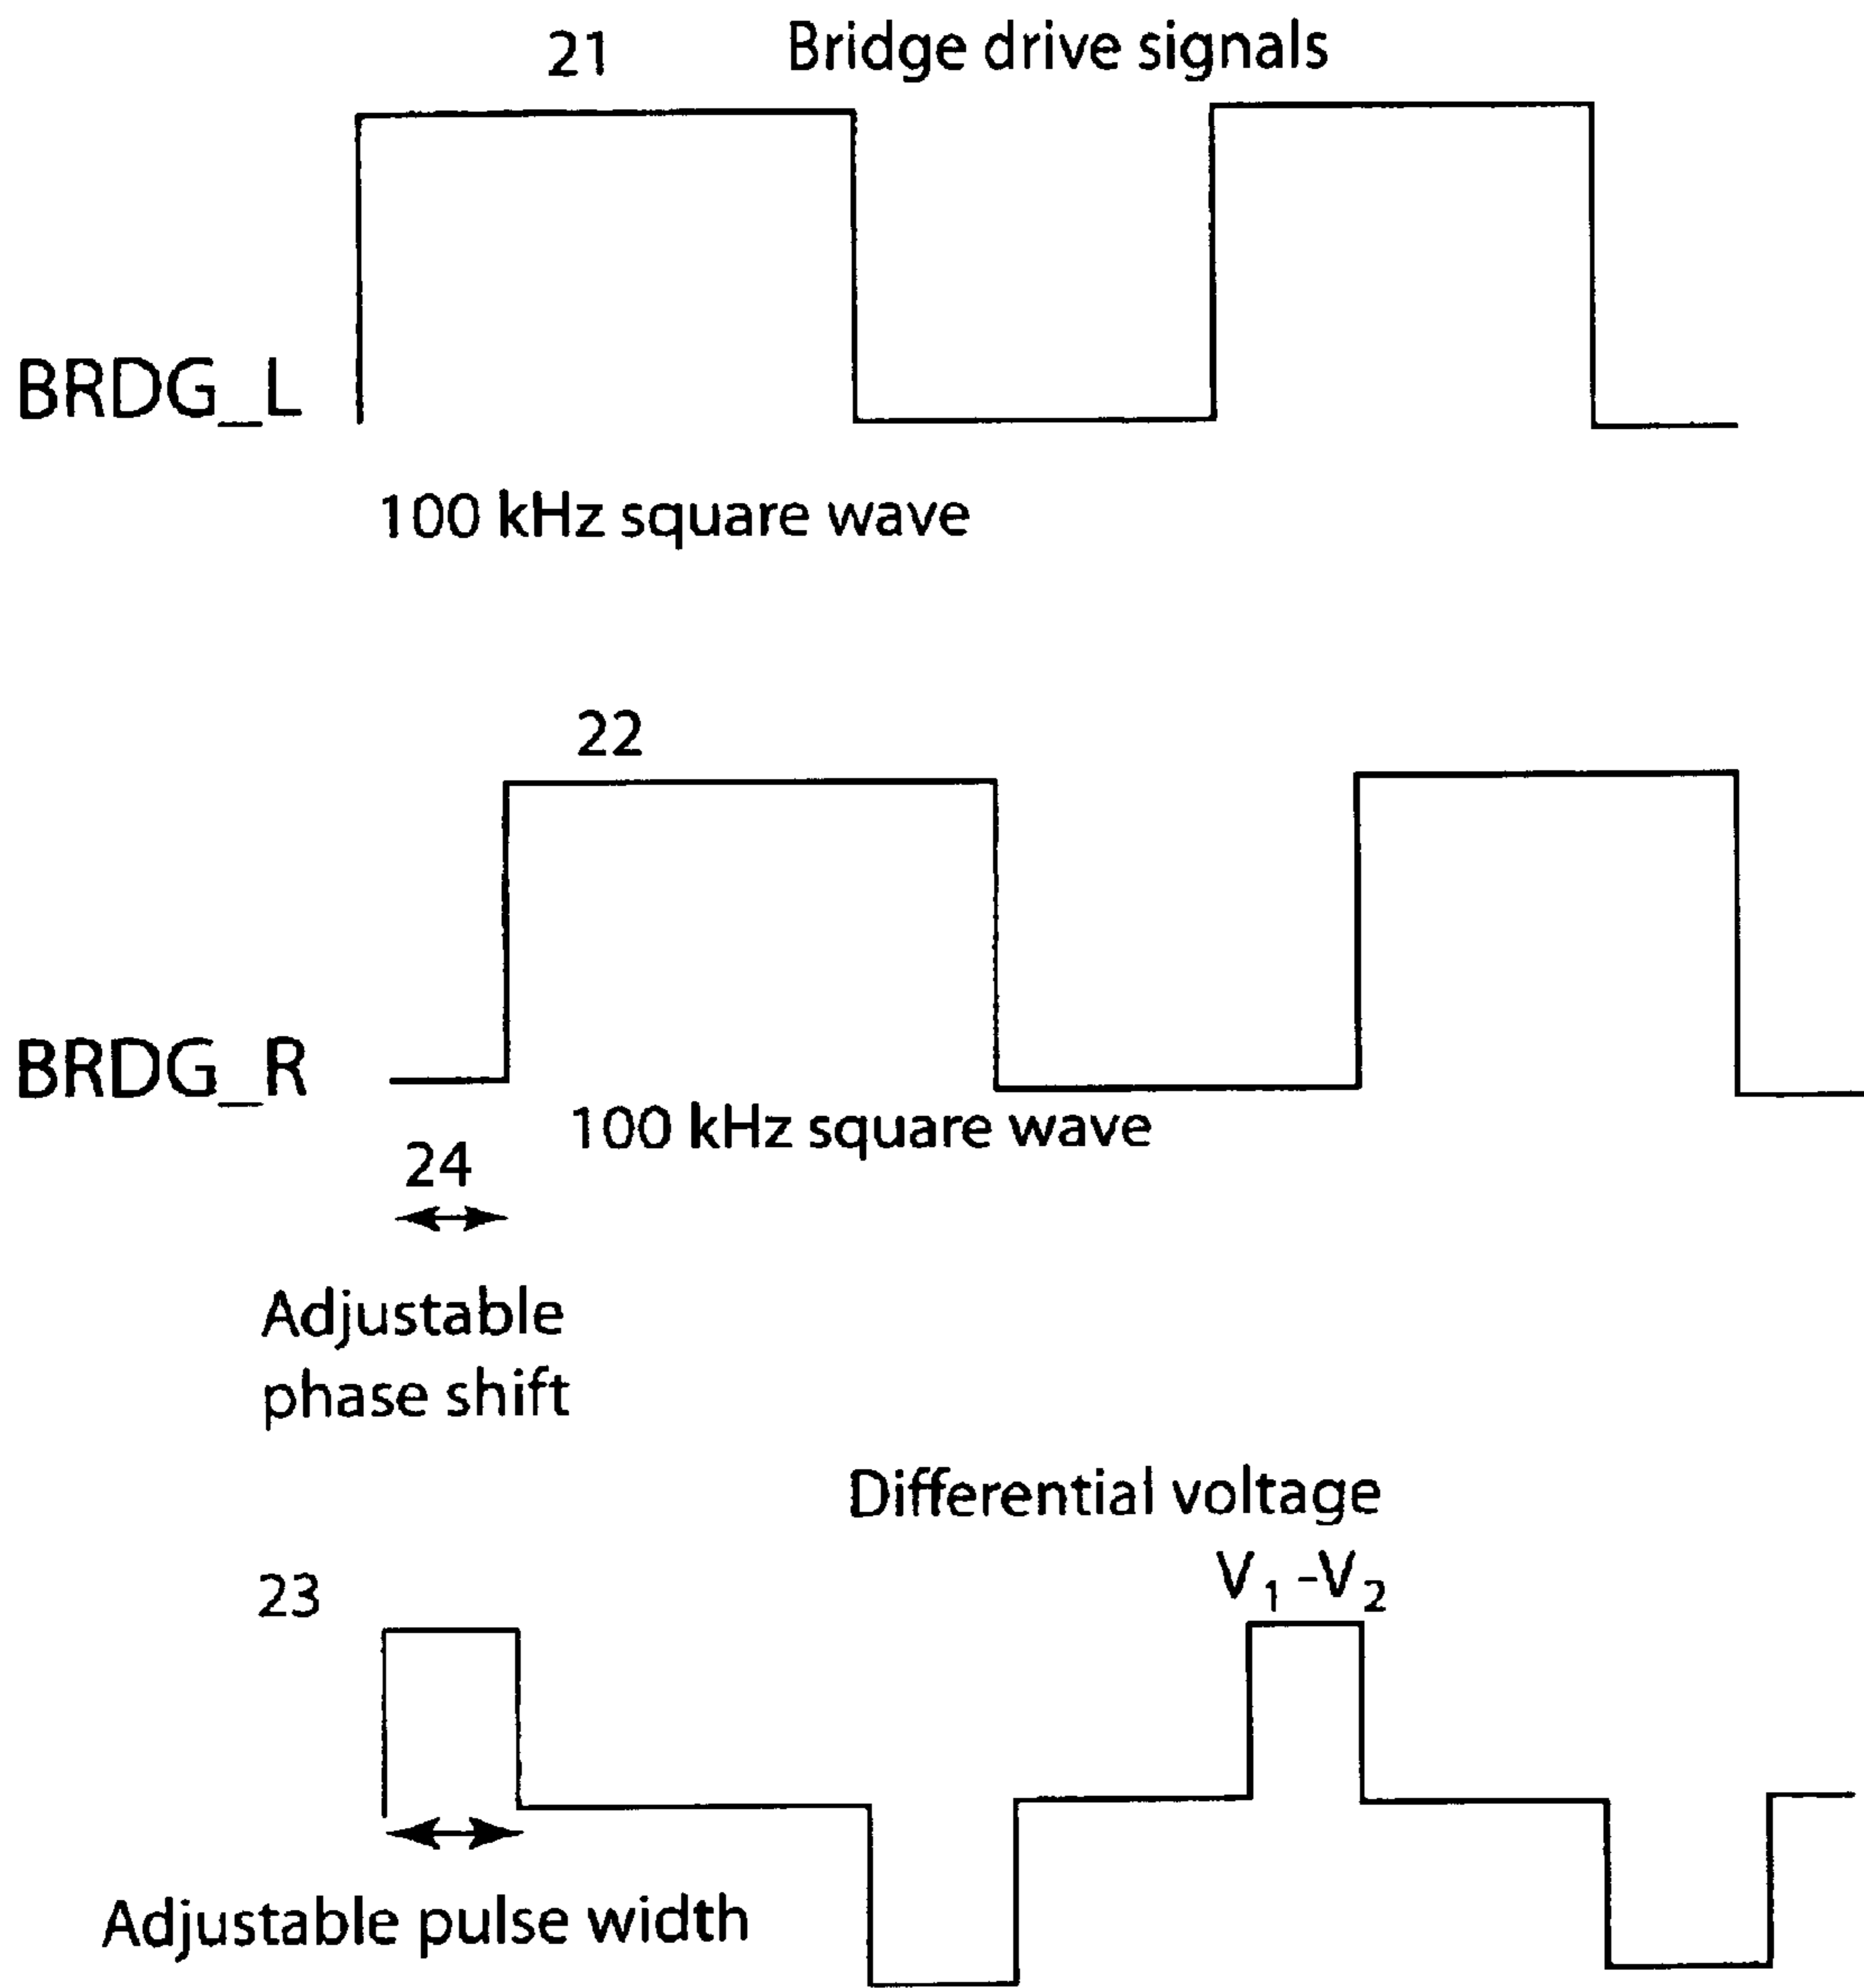 21 Bridge drive signals
BRDG_L
100 kHz square wave
22
BRDG_R
100 kHz square wave
24
Adjustable
phase shift
Differential voltage
V₁-V₂
23
Adjustable pulse width